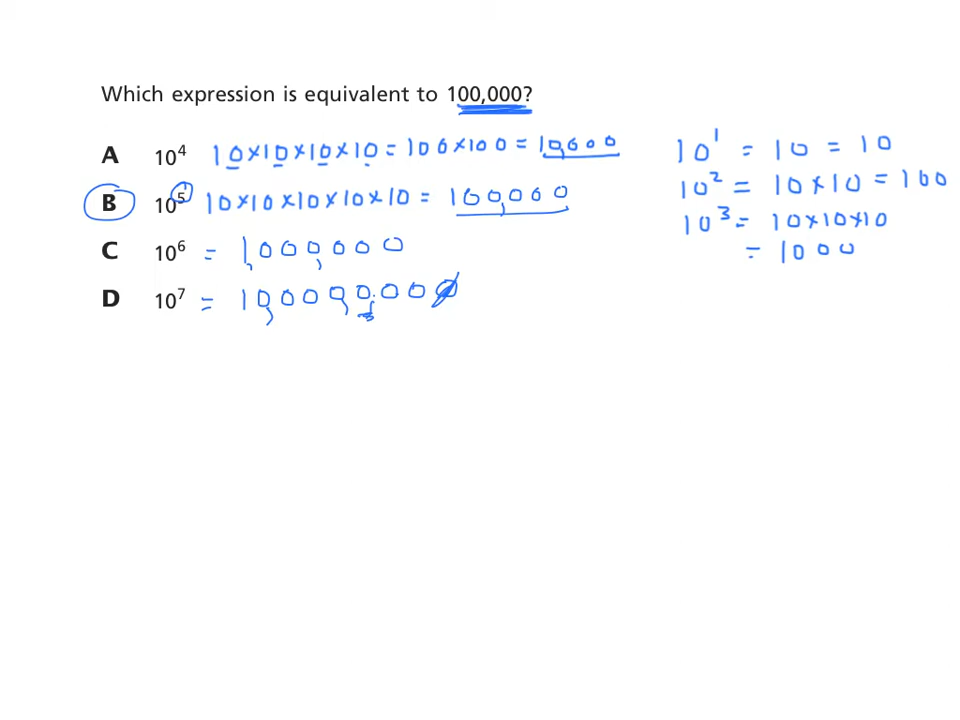 Which expression is equivalent to 100,000?
A 10⁴ 10×10×10×10 = 100×100 = 10,000
B 10⁵ 10×10×10×10×10 = 100,000
C 10⁶ = 1,000,000
D 10⁷ = 10,000,000
10¹ = 10 = 10
10² = 10×10 = 100
10³ = 10×10×10
= 1000